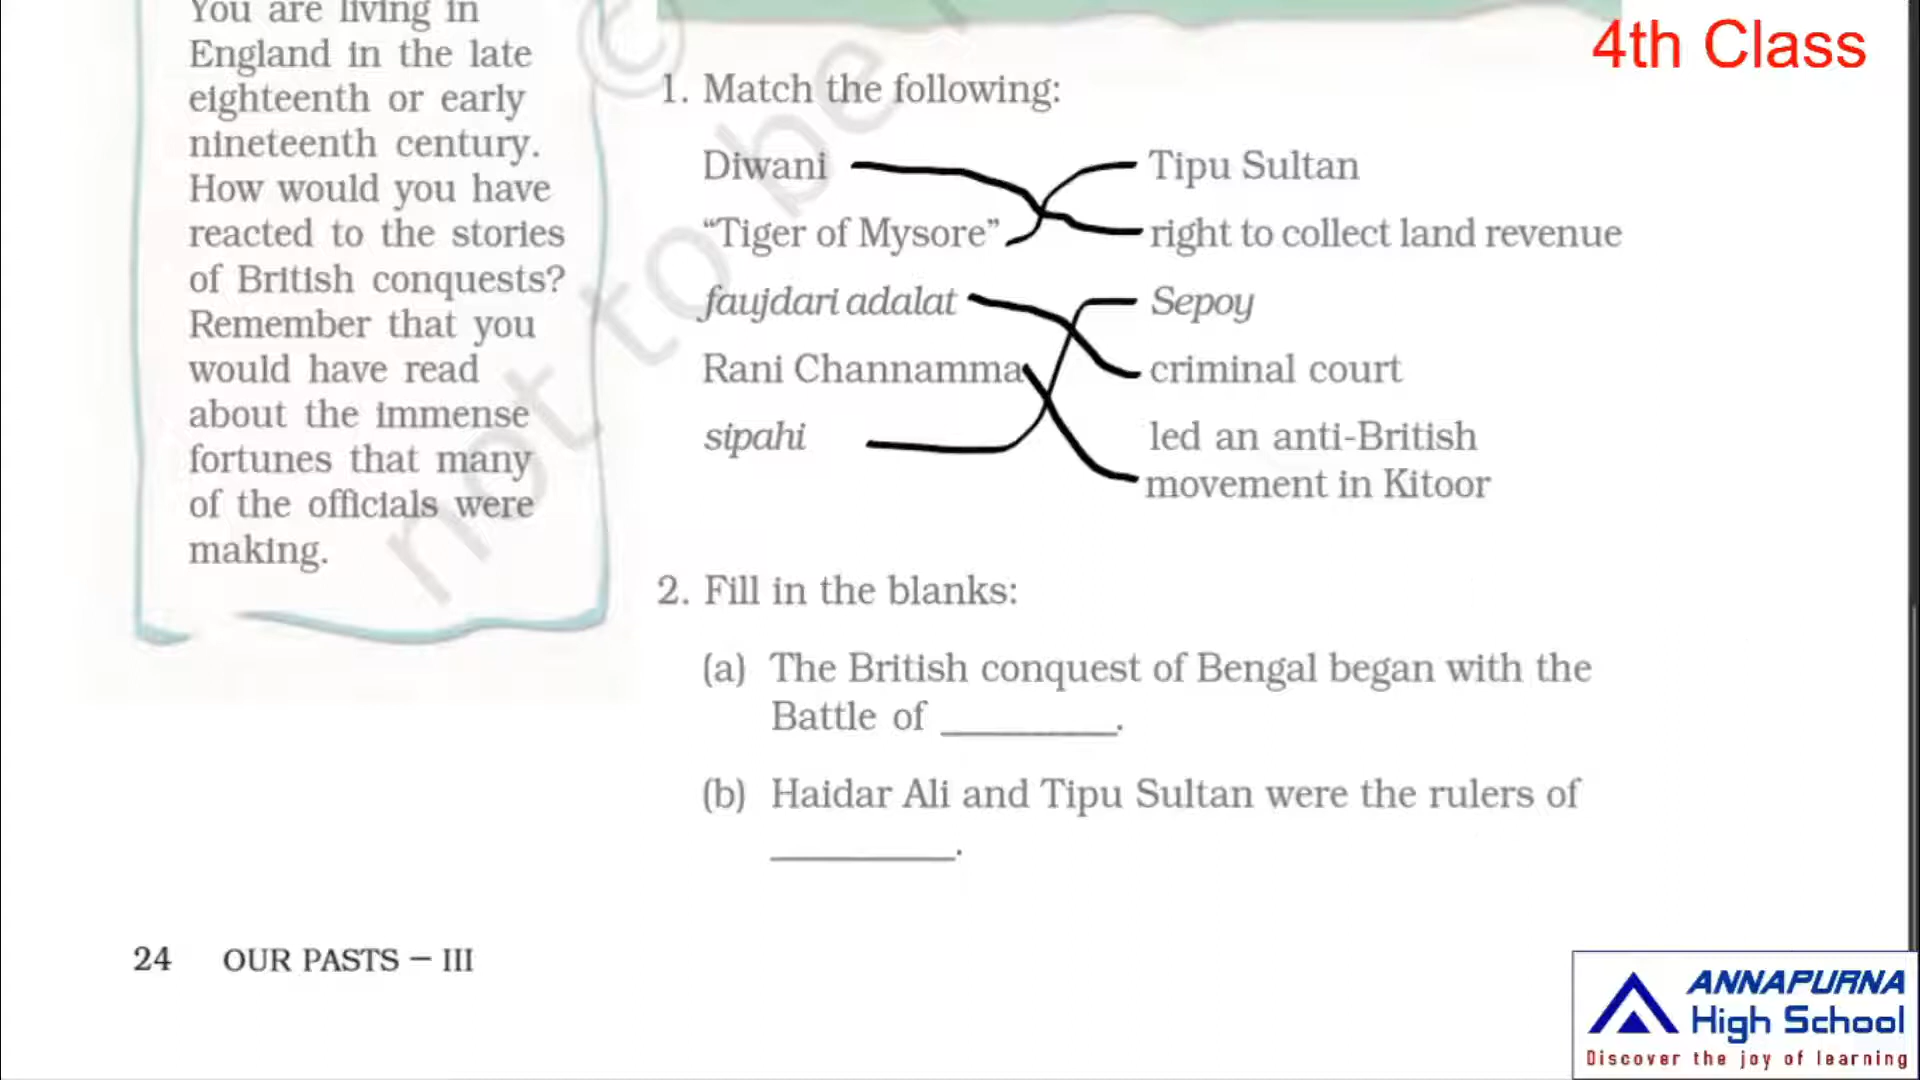 You are living in
England in the late
eighteenth or early
nineteenth century.
How would you have
reacted to the stories
of British conquests?
Remember that you
would have read
about the immense
fortunes that many
of the officials were
making.
4th Class
1. Match the following:
Diwani Tipu Sultan
“Tiger of Mysore” right to collect land revenue
faujdari adalat Sepoy
Rani Channamma criminal court
sipahi led an anti-British
movement in Kitoor
2. Fill in the blanks:
(a) The British conquest of Bengal began with the
Battle of _________.
(b) Haidar Ali and Tipu Sultan were the rulers of
_________.
24 OUR PASTS – III
© not to be
ANNAPURNA
High School
Discover the joy of learning